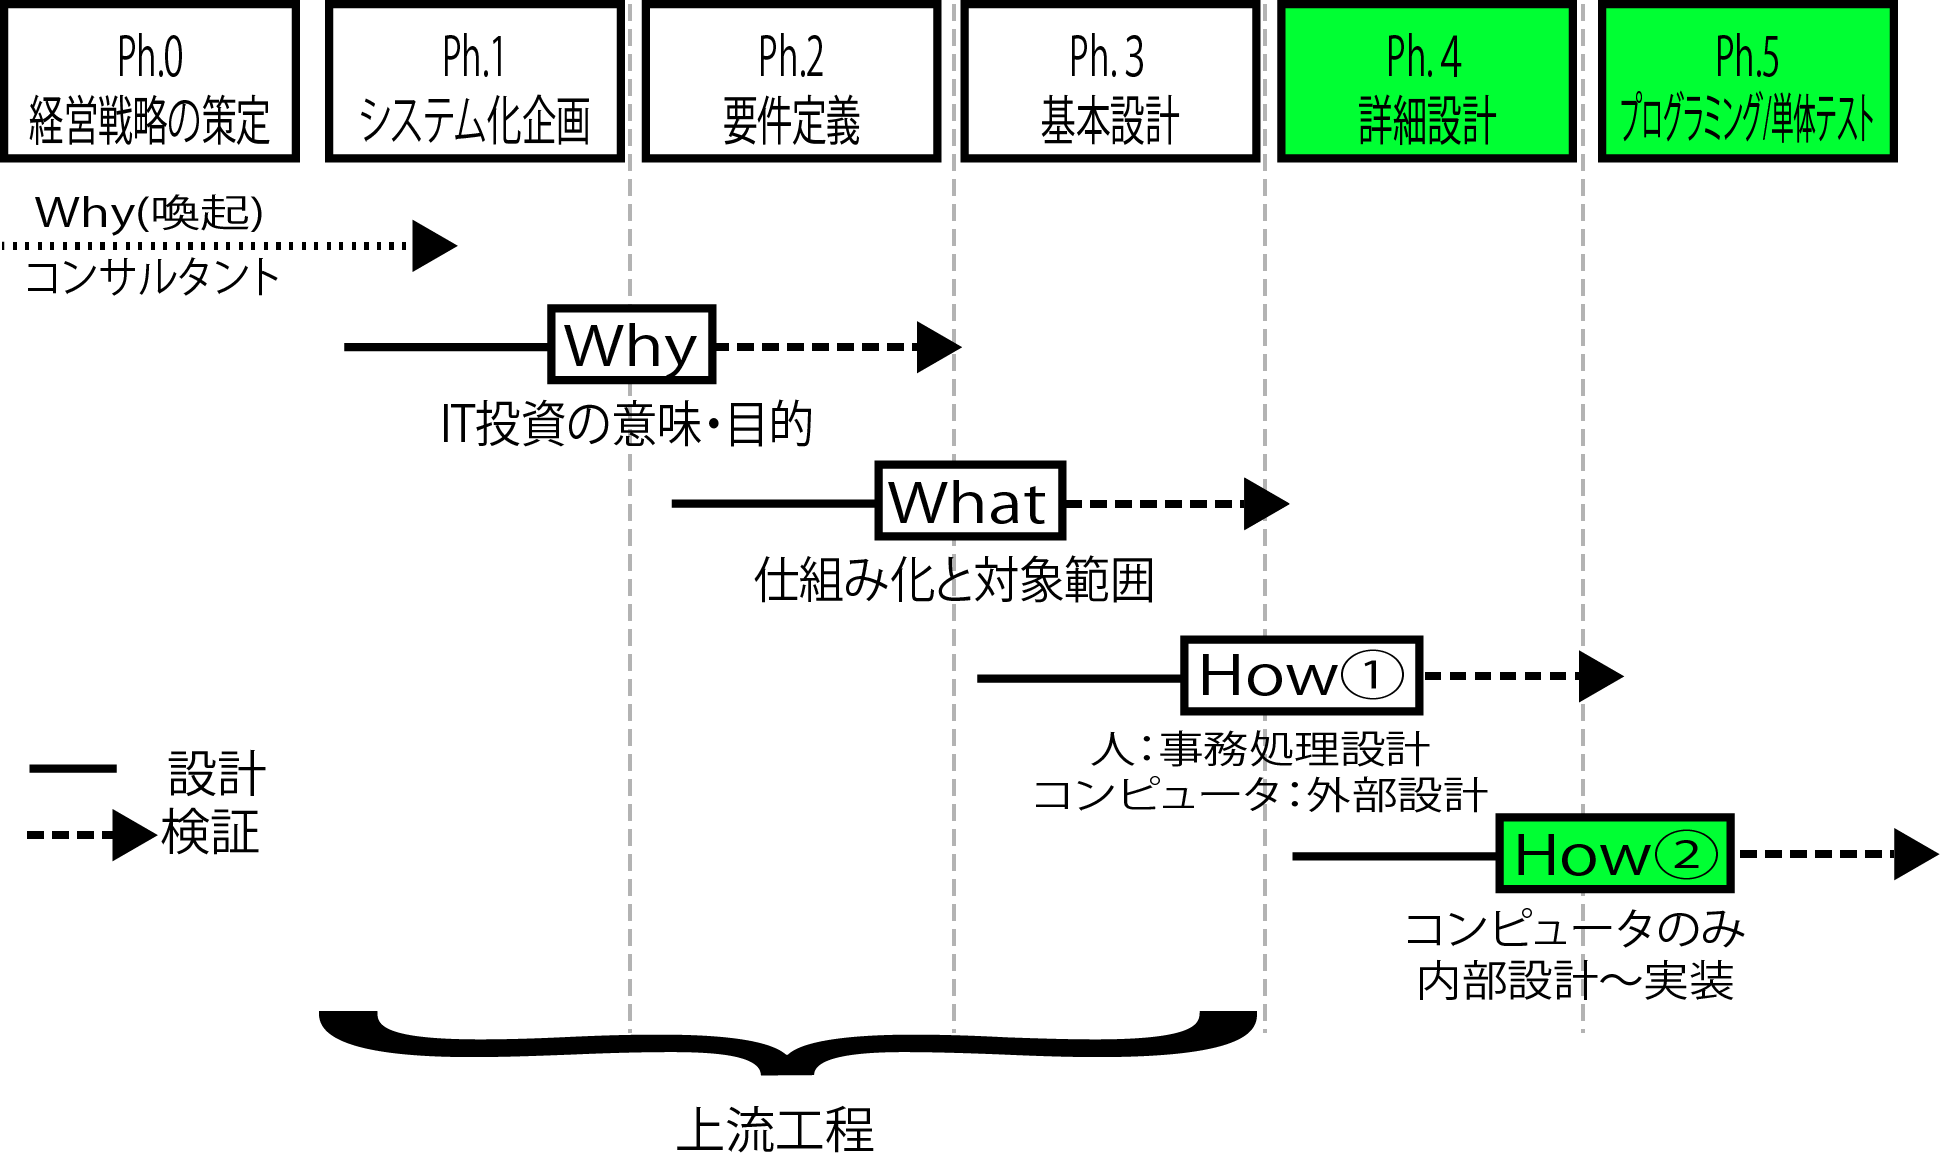 Ph.0
経営戦略の策定
Ph.1
システム化企画
Ph.2
要件定義
Ph. 3
基本設計
Ph. 4
詳細設計
Ph.5
プログラミング/単体テスト
Why(喚起)
コンサルタント
Why
IT投資の意味・目的
What
仕組み化と対象範囲
How①
人：事務処理設計
コンピュータ：外部設計
設計
検証
How②
コンピュータのみ
内部設計～実装
上流工程